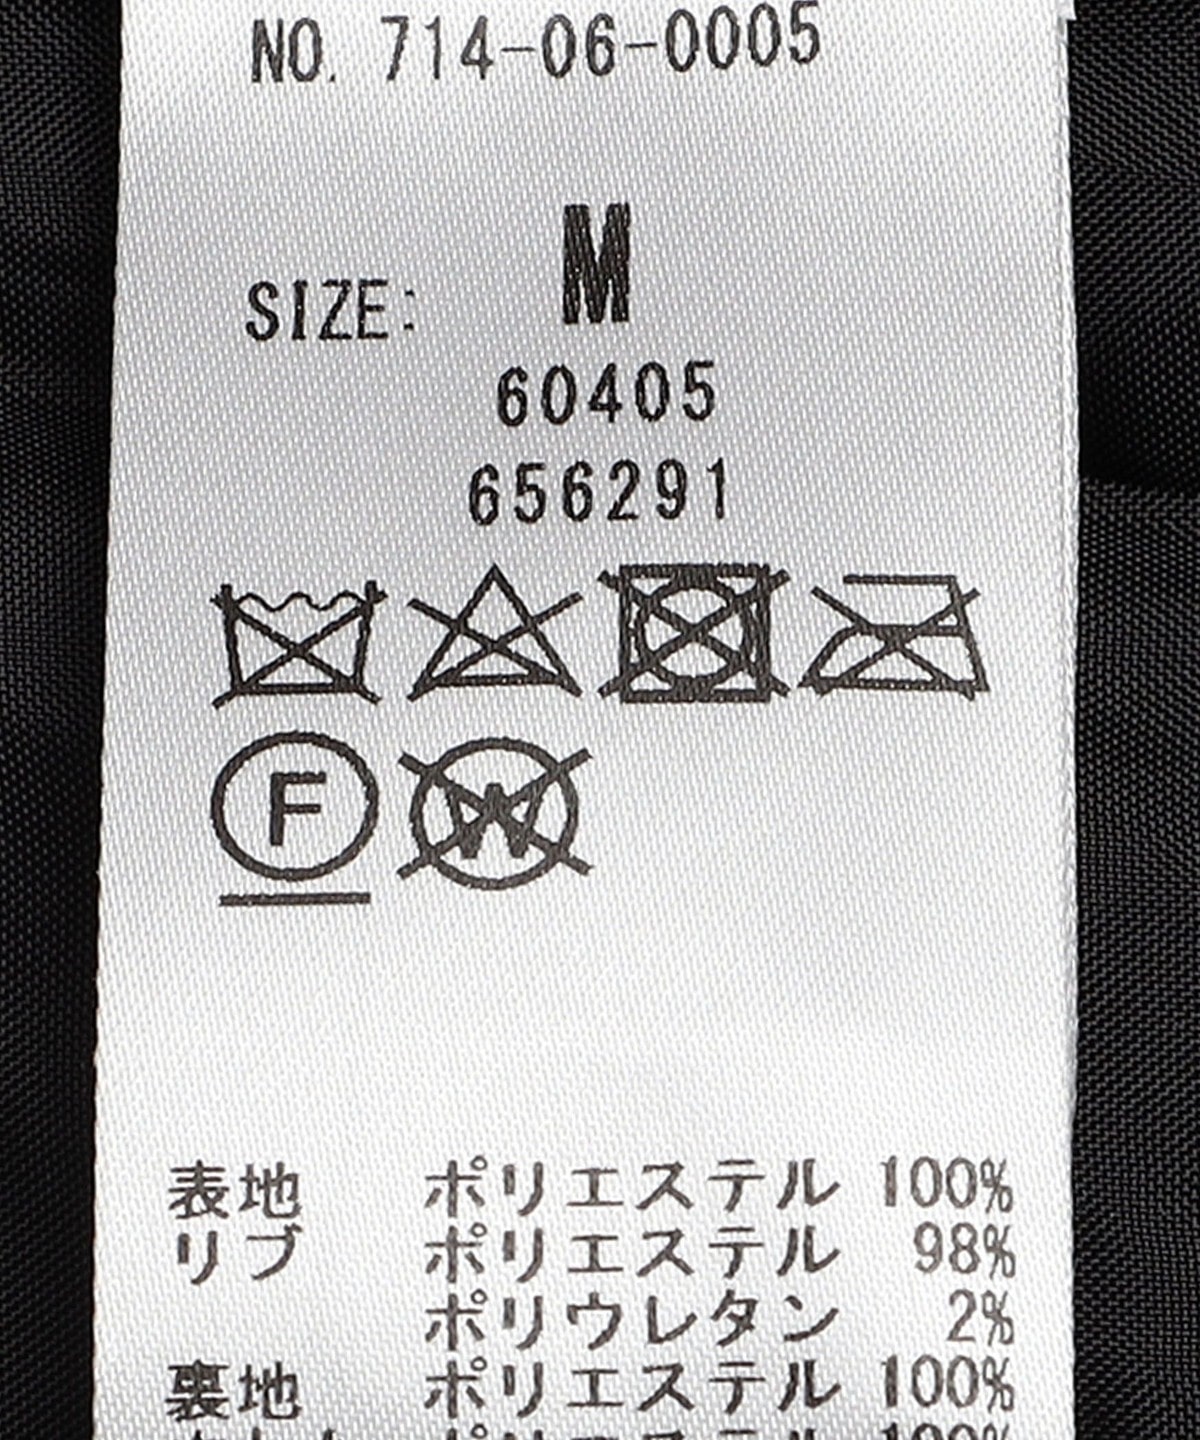 NO. 714-06-0005
M
SIZE:
60405
656291
F
W
表地 ポリエステル 100%
リブ ポリエステル 98%
ポリウレタン 2%
裏地 ポリエステル 100%